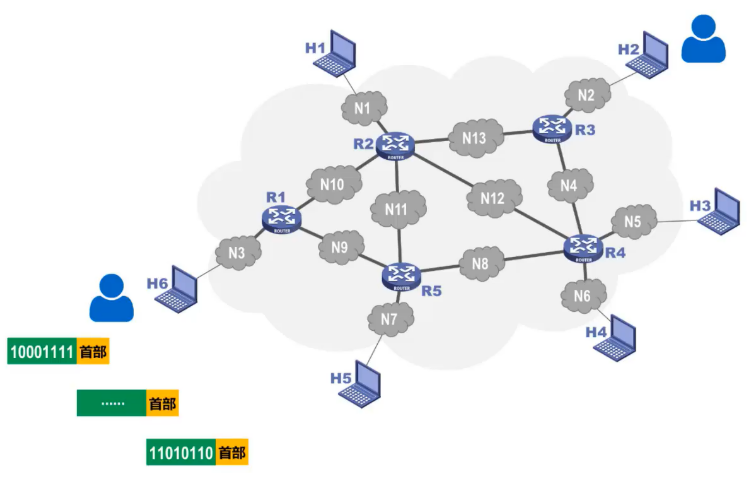 H1
H2
N1
N2
R2
N13
R3
R1
N10
N12
N4
H3
N11
N5
N3
N9
R4
H6
R5
N8
N6
N7
H4
H5
ROUTER
ROUTER
ROUTER
ROUTER
ROUTER
10001111 首部
…… 首部
11010110 首部